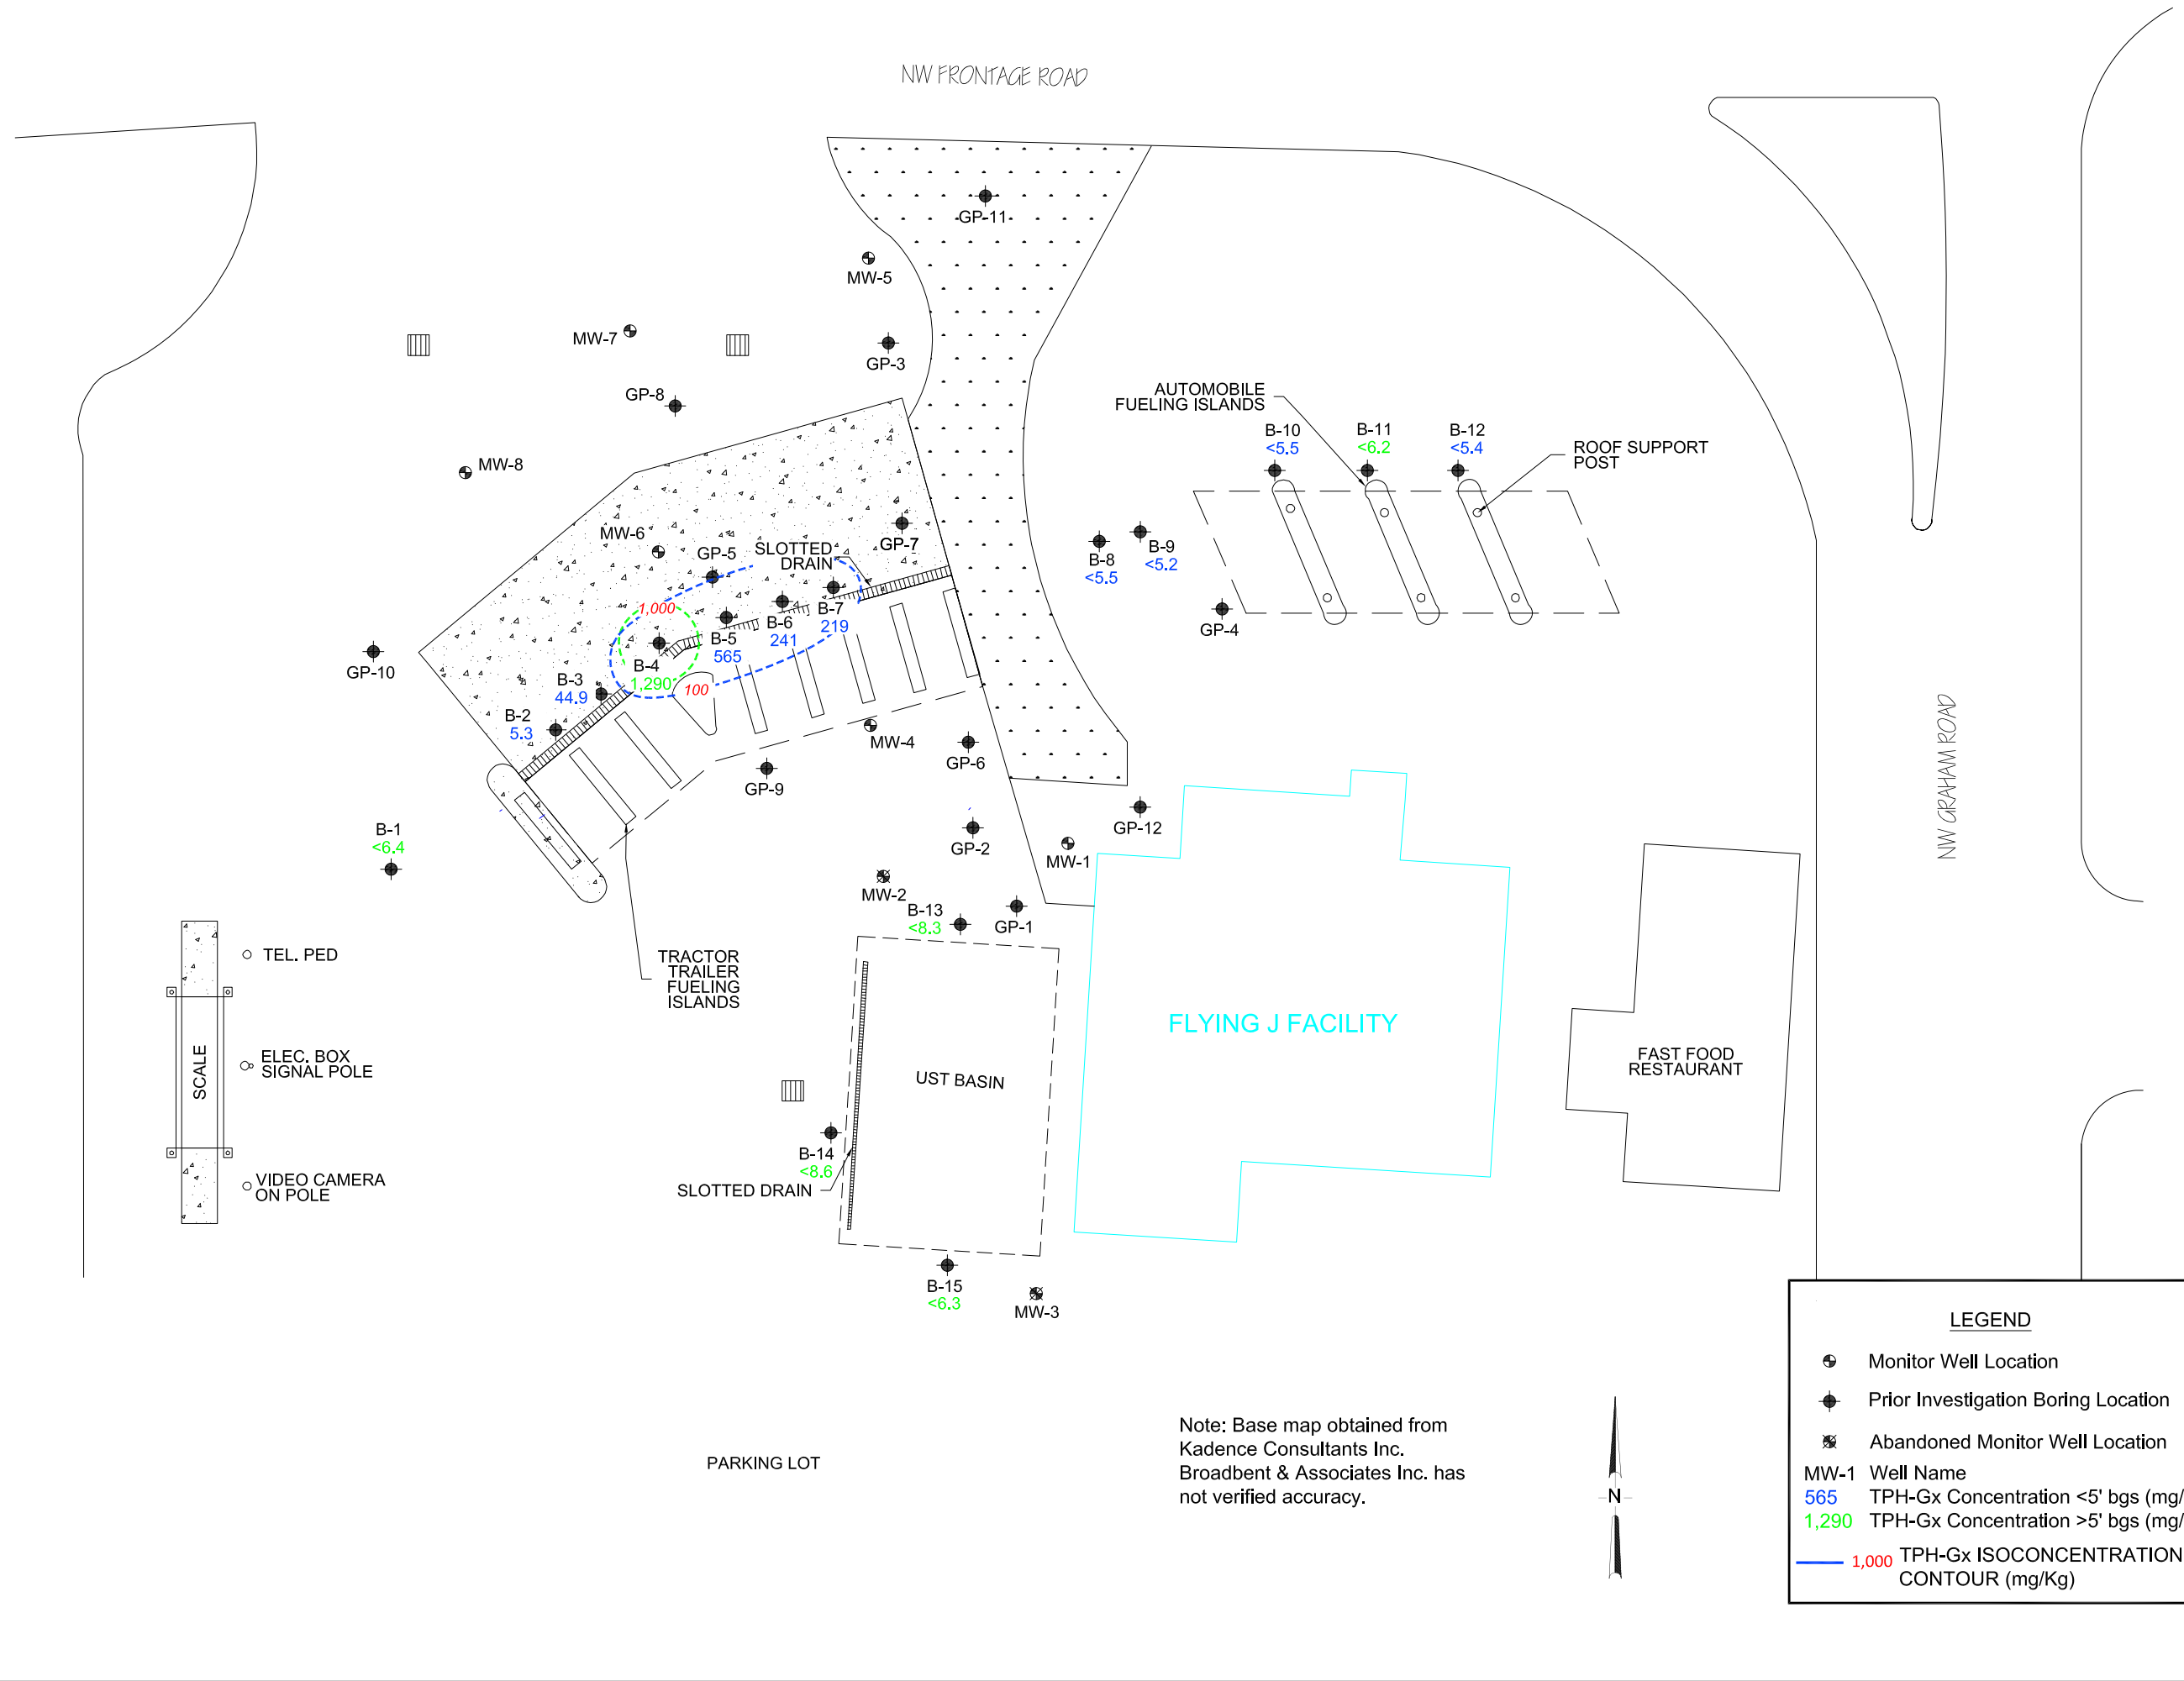 NW FRONTAGE ROAD
GP-11
MW-5
MW-7
GP-3
GP-8
AUTOMOBILE
FUELING ISLANDS
B-10
<5.5
B-11
<6.2
B-12
<5.4
ROOF SUPPORT
POST
MW-8
MW-6
GP-5
SLOTTED
DRAIN
GP-7
B-8
<5.5
B-9
<5.2
GP-4
1,000
B-7
219
B-6
241
B-5
565
B-4
1,290
100
GP-10
B-3
44.9
B-2
5.3
MW-4
GP-6
GP-9
NW GRAHAM ROAD
B-1
<6.4
GP-2
GP-12
MW-1
MW-2
B-13
<8.3
GP-1
TEL. PED
TRACTOR
TRAILER
FUELING
ISLANDS
SCALE
ELEC. BOX
SIGNAL POLE
VIDEO CAMERA
ON POLE
UST BASIN
FLYING J FACILITY
FAST FOOD
RESTAURANT
B-14
<8.6
SLOTTED DRAIN
B-15
<6.3
MW-3
PARKING LOT
Note: Base map obtained from
Kadence Consultants Inc.
Broadbent & Associates Inc. has
not verified accuracy.
N
LEGEND
Monitor Well Location
Prior Investigation Boring Location
Abandoned Monitor Well Location
MW-1 Well Name
565 TPH-Gx Concentration <5' bgs (mg/
1,290 TPH-Gx Concentration >5' bgs (mg/
1,000 TPH-Gx ISOCONCENTRATION
CONTOUR (mg/Kg)